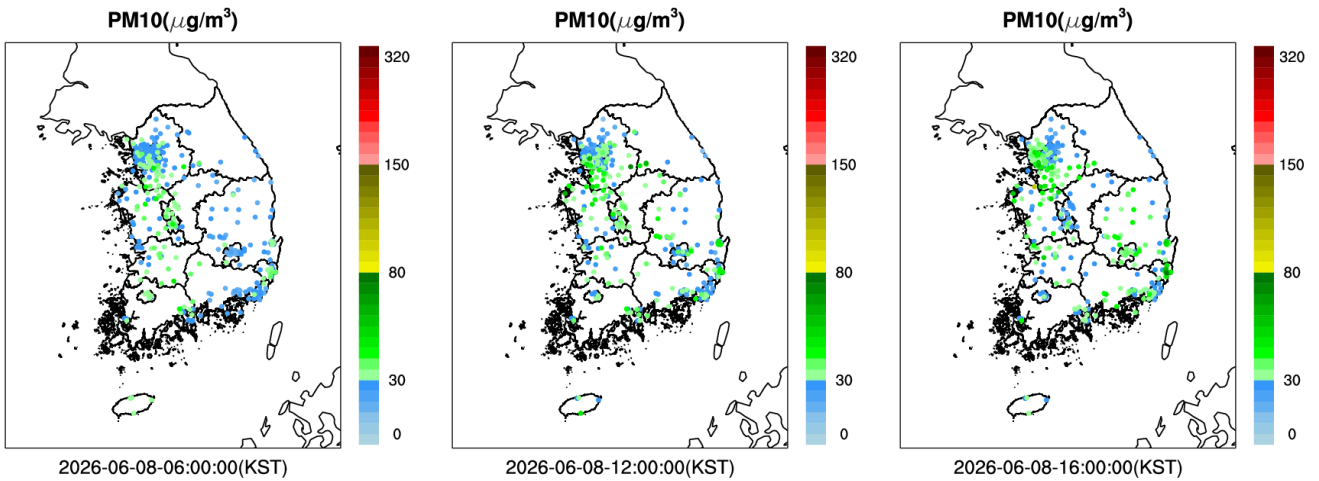 PM10(μg/m³) PM10(μg/m³) PM10(μg/m³)
320 320 320
150 150 150
80 80 80
30 30 30
0 0 0
2026-06-08-06:00:00(KST) 2026-06-08-12:00:00(KST) 2026-06-08-16:00:00(KST)